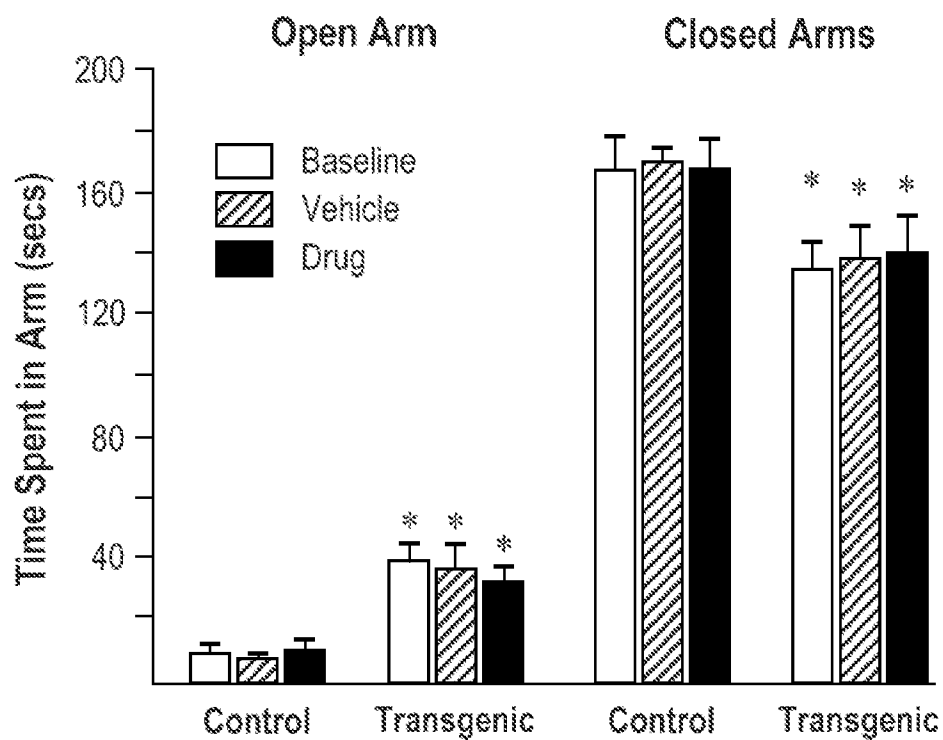 Open Arm
Closed Arms
200
160
120
80
40
Time Spent in Arm (secs)
Baseline
Vehicle
Drug
* * *
* * *
Control
Transgenic
Control
Transgenic